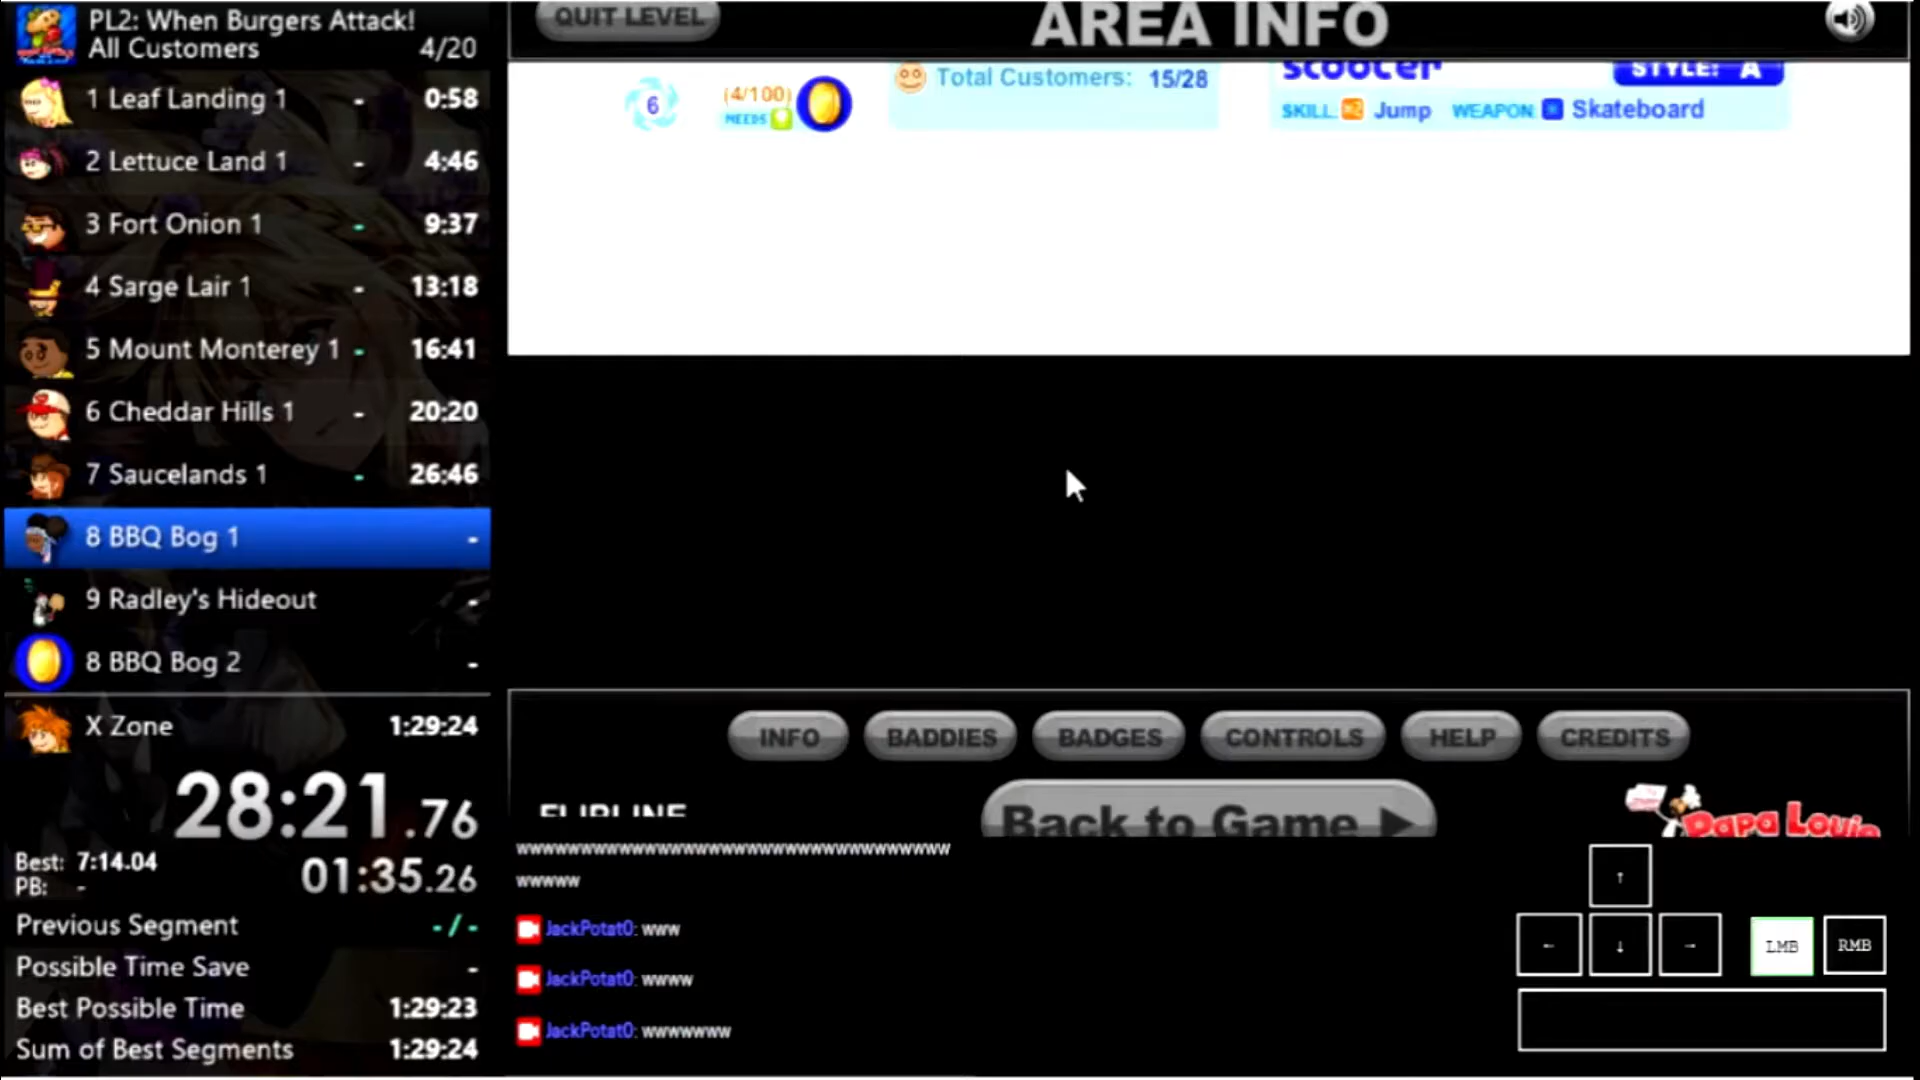 PL2: When Burgers Attack!
All Customers 4/20
1 Leaf Landing 1 - 0:58
2 Lettuce Land 1 - 4:46
3 Fort Onion 1 - 9:37
4 Sarge Lair 1 - 13:18
5 Mount Monterey 1 - 16:41
6 Cheddar Hills 1 - 20:20
7 Saucelands 1 - 26:46
8 BBQ Bog 1 -
9 Radley's Hideout -
8 BBQ Bog 2 -
X Zone 1:29:24
28:21.76
Best: 7:14.04
PB: -
01:35.26
Previous Segment - / -
Possible Time Save -
Best Possible Time 1:29:23
Sum of Best Segments 1:29:24
QUIT LEVEL
AREA INFO
6
(4/100)
NEEDS
Total Customers: 15/28
scooter
STYLE: A
SKILL: Jump WEAPON: Skateboard
INFO BADDIES BADGES CONTROLS HELP CREDITS
FLIPLINE
Back to Game
Papa Louie
wwwwwwwwwwwwwwwwwwwwwwwwwwwwwwwwww
wwwww
JackPotat0: www
JackPotat0: wwww
JackPotat0: wwwwwww
↑
← ↓ → LMB RMB